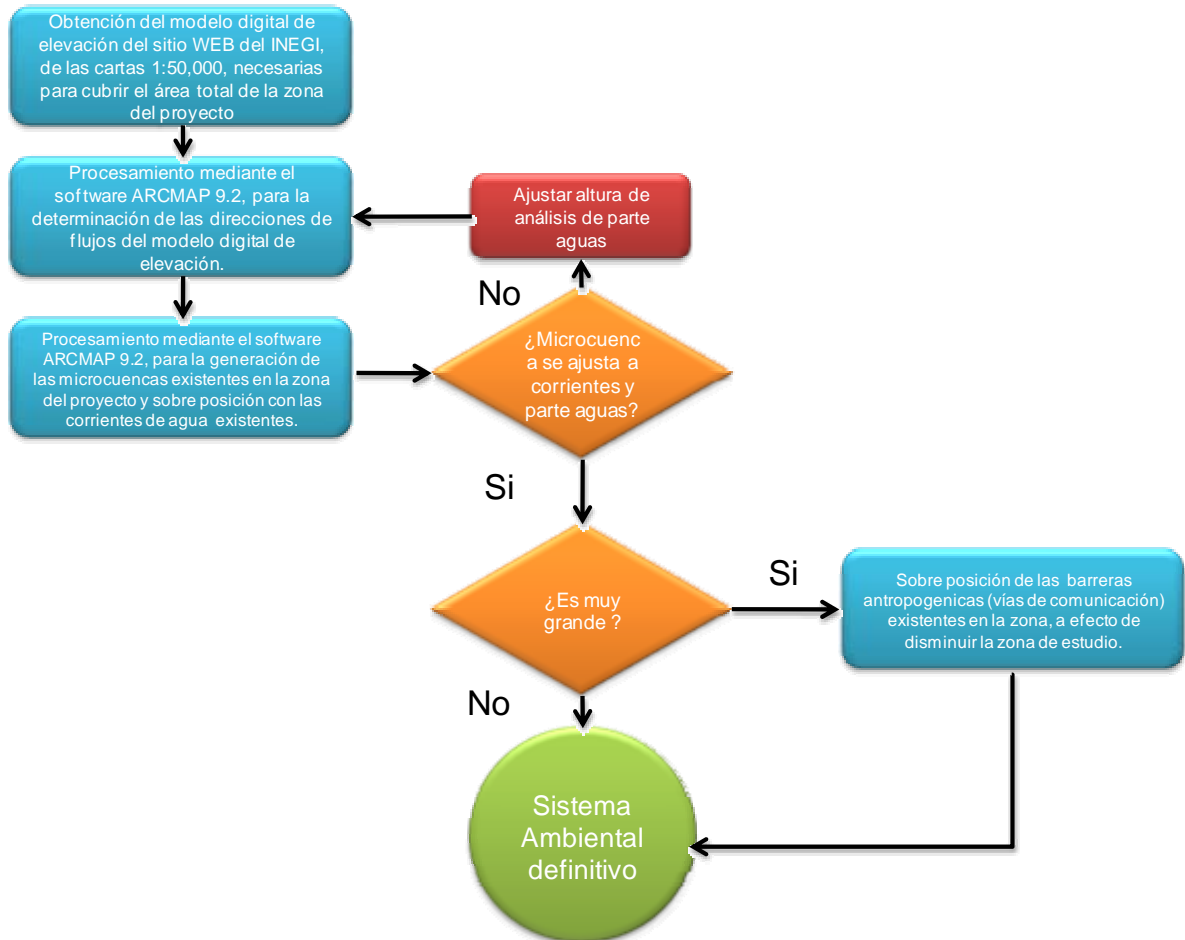 Obtención del modelo digital de
elevación del sitio WEB del INEGI,
de las cartas 1:50,000, necesarias
para cubrir el área total de la zona
del proyecto
Procesamiento mediante el
software ARCMAP 9.2, para la
determinación de las direcciones de
flujos del modelo digital de
elevación.
Ajustar altura de
análisis de parte
aguas
No
Procesamiento mediante el software
ARCMAP 9.2, para la generación de
las microcuencas existentes en la zona
del proyecto y sobre posición con las
corrientes de agua existentes.
¿Microcuenc
a se ajusta a
corrientes y
parte aguas?
Si
¿Es muy
grande ?
Si
Sobre posición de las barreras
antropogenicas (vías de comunicación)
existentes en la zona, a efecto de
disminuir la zona de estudio.
No
Sistema
Ambiental
definitivo